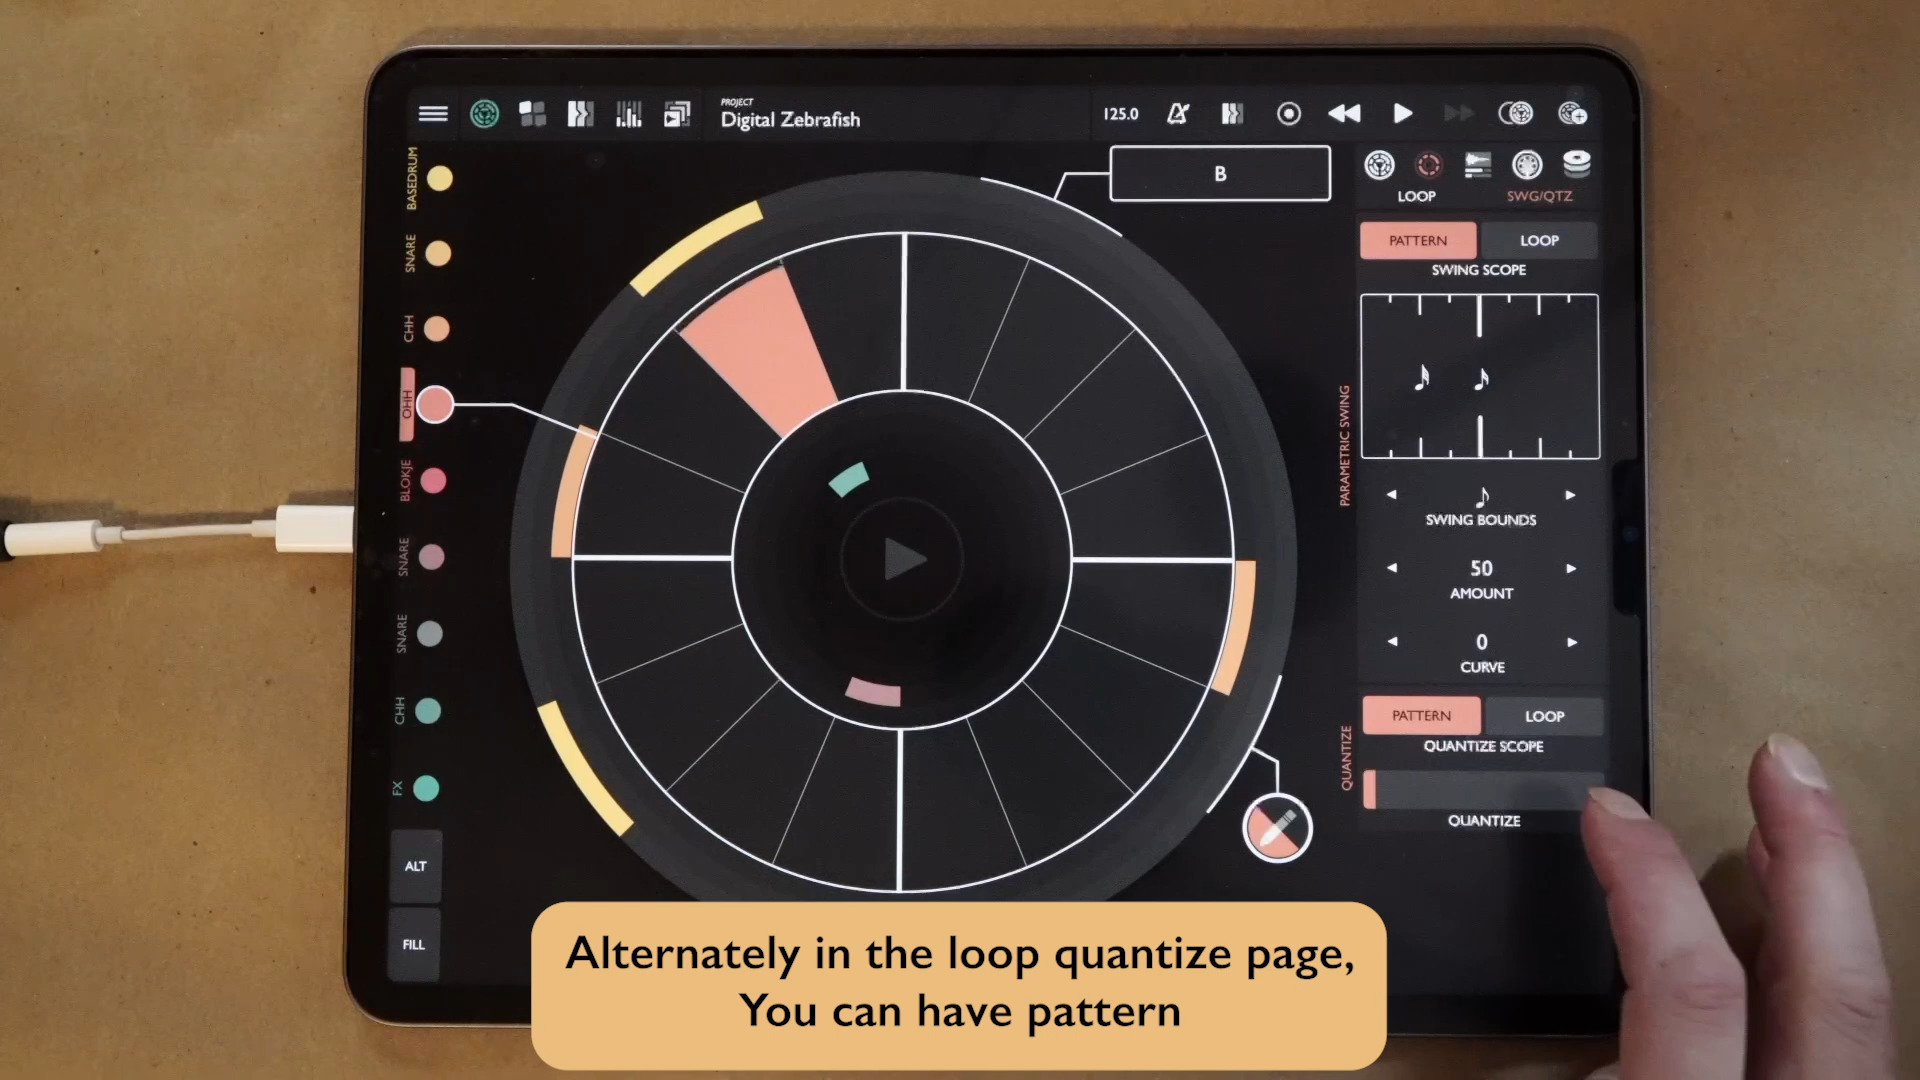 PROJECT
Digital Zebrafish
125.0
BASEDRUM
SNARE
CHH
OHH
BLOKJE
SNARE
SNARE
CHH
FX
ALT
FILL
B
LOOP
SWG/QTZ
PATTERN
LOOP
SWING SCOPE
PARAMETRIC SWING
SWING BOUNDS
50
AMOUNT
0
CURVE
QUANTIZE
PATTERN
LOOP
QUANTIZE SCOPE
QUANTIZE
Alternately in the loop quantize page,
You can have pattern